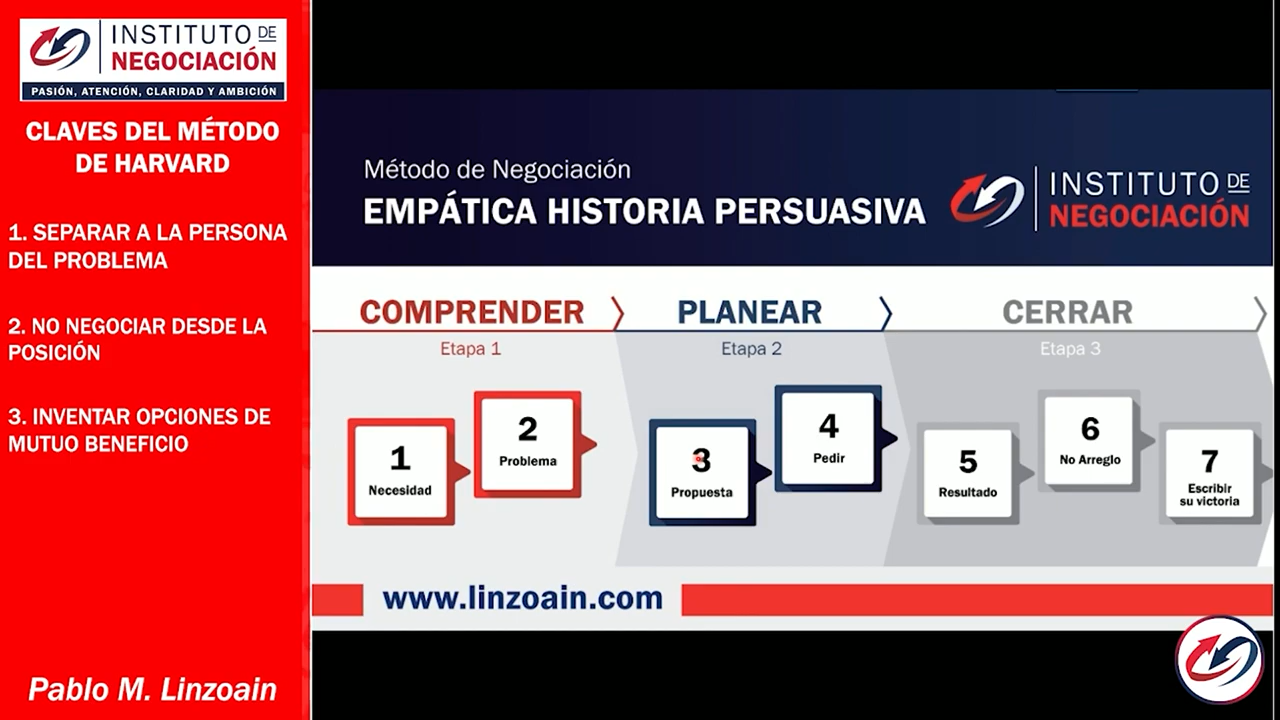 INSTITUTO DE
NEGOCIACIÓN
PASIÓN, ATENCIÓN, CLARIDAD Y AMBICIÓN
CLAVES DEL MÉTODO
DE HARVARD
1. SEPARAR A LA PERSONA
DEL PROBLEMA
2. NO NEGOCIAR DESDE LA
POSICIÓN
3. INVENTAR OPCIONES DE
MUTUO BENEFICIO
Pablo M. Linzoain
Método de Negociación
EMPÁTICA HISTORIA PERSUASIVA
INSTITUTO DE
NEGOCIACIÓN
COMPRENDER
Etapa 1
PLANEAR
Etapa 2
CERRAR
Etapa 3
1
Necesidad
2
Problema
3
Propuesta
4
Pedir
5
Resultado
6
No Arreglo
7
Escribir
su victoria
www.linzoain.com